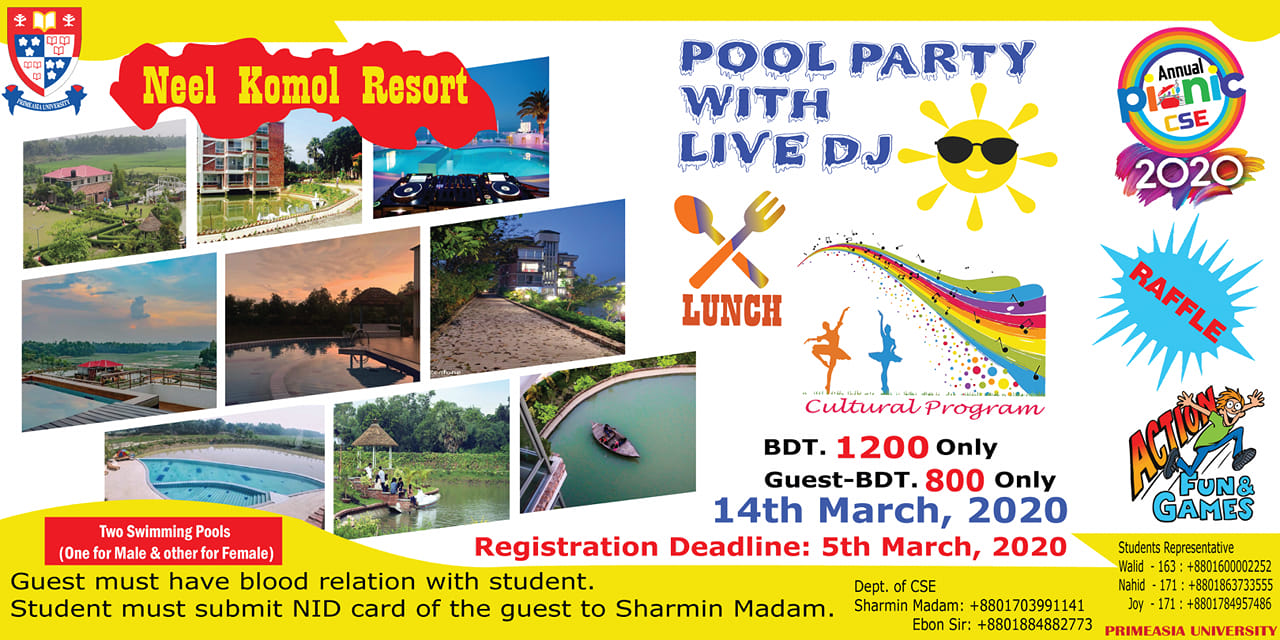 PRIMEASIA UNIVERSITY
Neel Komol Resort
POOL PARTY
WITH
LIVE DJ
Annual
picnic
CSE
2020
LUNCH
RAFFLE
Cultural Program
ACTION
FUN &
GAMES
BDT. 1200 Only
Guest-BDT. 800 Only
14th March, 2020
Registration Deadline: 5th March, 2020
Two Swimming Pools
(One for Male & other for Female)
Guest must have blood relation with student.
Student must submit NID card of the guest to Sharmin Madam.
Dept. of CSE
Sharmin Madam: +8801703991141
Ebon Sir: +8801884882773
Students Representative
Walid - 163 : +8801600002252
Nahid - 171 : +8801863733555
Joy - 171 : +8801784957486
PRIMEASIA UNIVERSITY